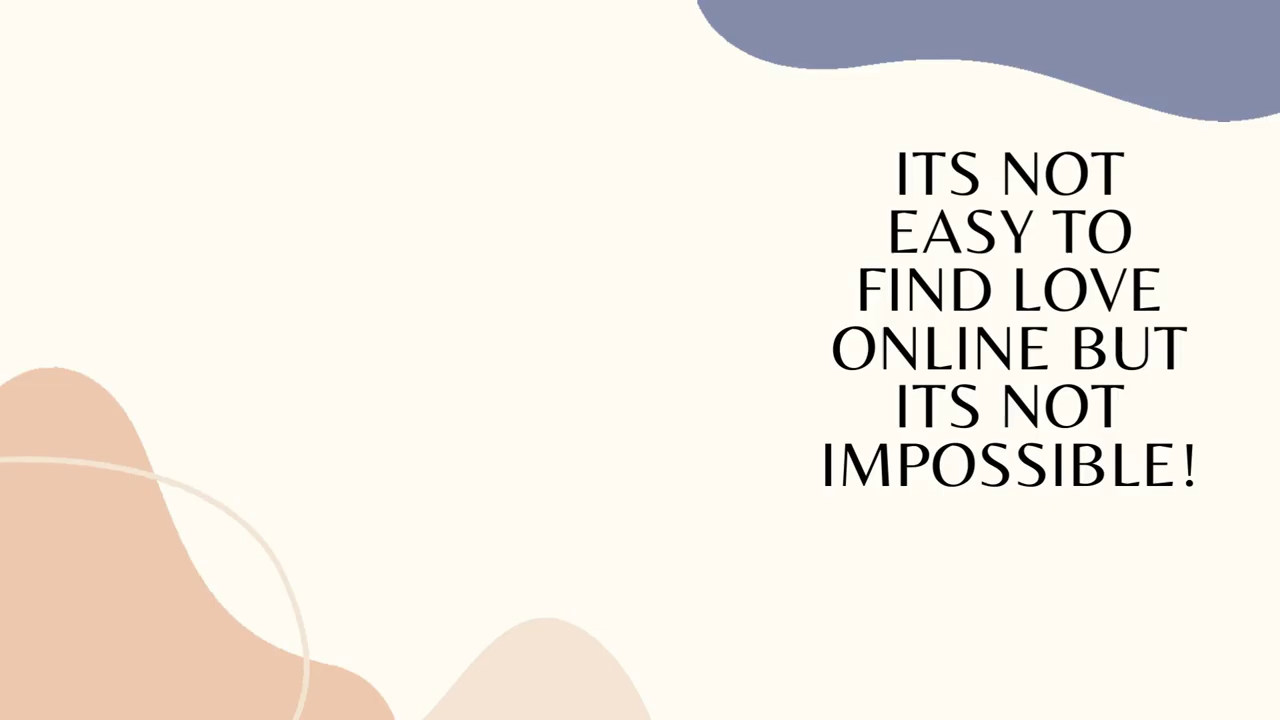 ITS NOT
EASY TO
FIND LOVE
ONLINE BUT
ITS NOT
IMPOSSIBLE!